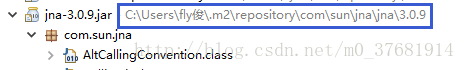 jna-3.0.9.jar C:\Users\fly俊\.m2\repository\com\sun\jna\jna\3.0.9
com.sun.jna
AltCallingConvention.class
http://blog.csdn.net/m0_37681914